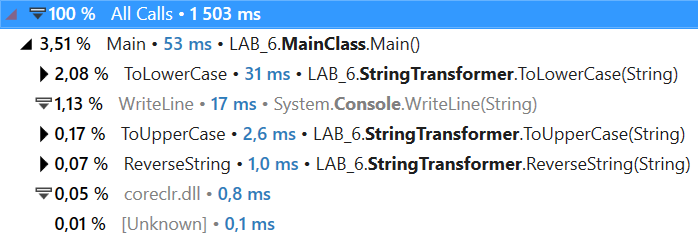 100 % All Calls • 1 503 ms
3,51 % Main • 53 ms • LAB_6.MainClass.Main()
2,08 % ToLowerCase • 31 ms • LAB_6.StringTransformer.ToLowerCase(String)
1,13 % WriteLine • 17 ms • System.Console.WriteLine(String)
0,17 % ToUpperCase • 2,6 ms • LAB_6.StringTransformer.ToUpperCase(String)
0,07 % ReverseString • 1,0 ms • LAB_6.StringTransformer.ReverseString(String)
0,05 % coreclr.dll • 0,8 ms
0,01 % [Unknown] • 0,1 ms